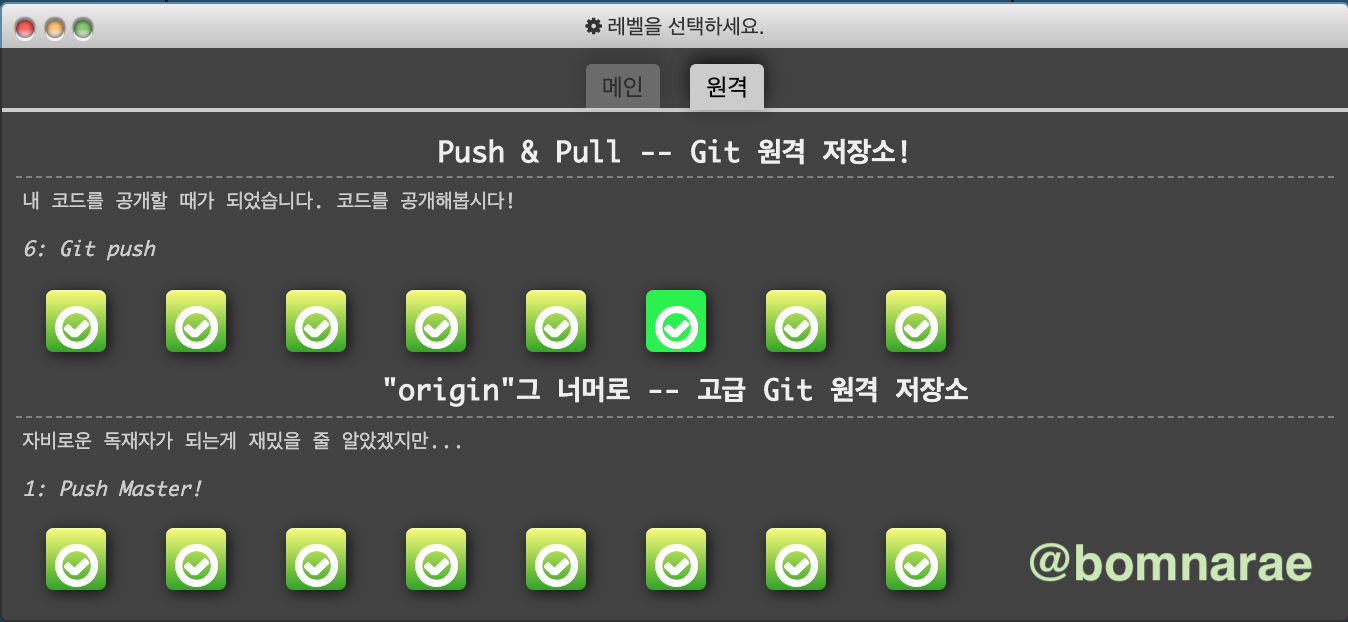 레벨을 선택하세요.
메인 원격
Push & Pull -- Git 원격 저장소!
내 코드를 공개할 때가 되었습니다. 코드를 공개해봅시다!
6: Git push
"origin"그 너머로 -- 고급 Git 원격 저장소
자비로운 독재자가 되는게 재밌을 줄 알았겠지만...
1: Push Master!
@bomnarae